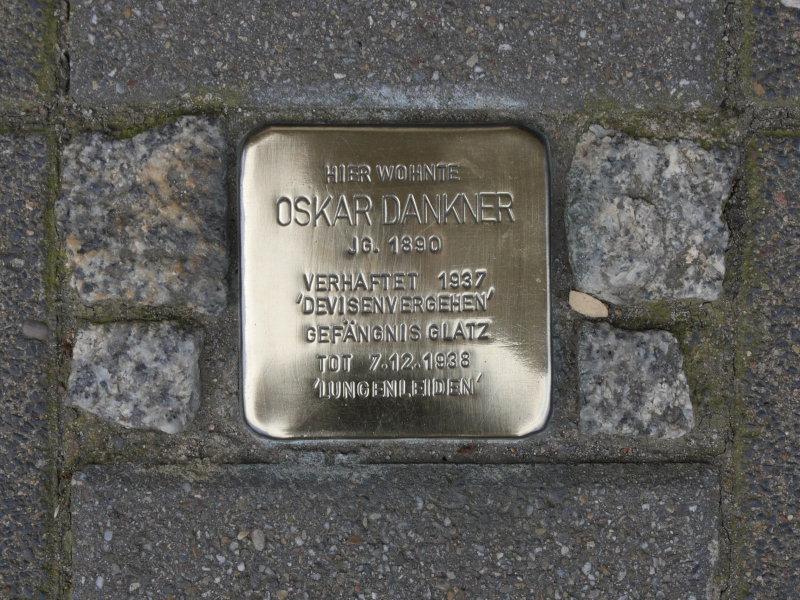 HIER WOHNTE
OSKAR DANKNER
JG. 1890
VERHAFTET 1937
'DEVISENVERGEHEN'
GEFÄNGNIS GLATZ
TOT 7.12.1938
'LUNGENLEIDEN'